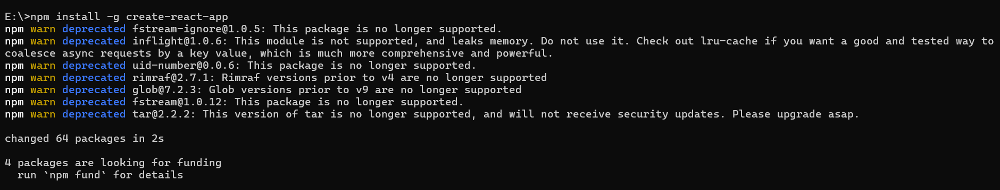 E:\>npm install -g create-react-app
npm warn deprecated fstream-ignore@1.0.5: This package is no longer supported.
npm warn deprecated inflight@1.0.6: This module is not supported, and leaks memory. Do not use it. Check out lru-cache if you want a good and tested way to
coalesce async requests by a key value, which is much more comprehensive and powerful.
npm warn deprecated uid-number@0.0.6: This package is no longer supported.
npm warn deprecated rimraf@2.7.1: Rimraf versions prior to v4 are no longer supported
npm warn deprecated glob@7.2.3: Glob versions prior to v9 are no longer supported
npm warn deprecated fstream@1.0.12: This package is no longer supported.
npm warn deprecated tar@2.2.2: This version of tar is no longer supported, and will not receive security updates. Please upgrade asap.
changed 64 packages in 2s
4 packages are looking for funding
  run `npm fund` for details